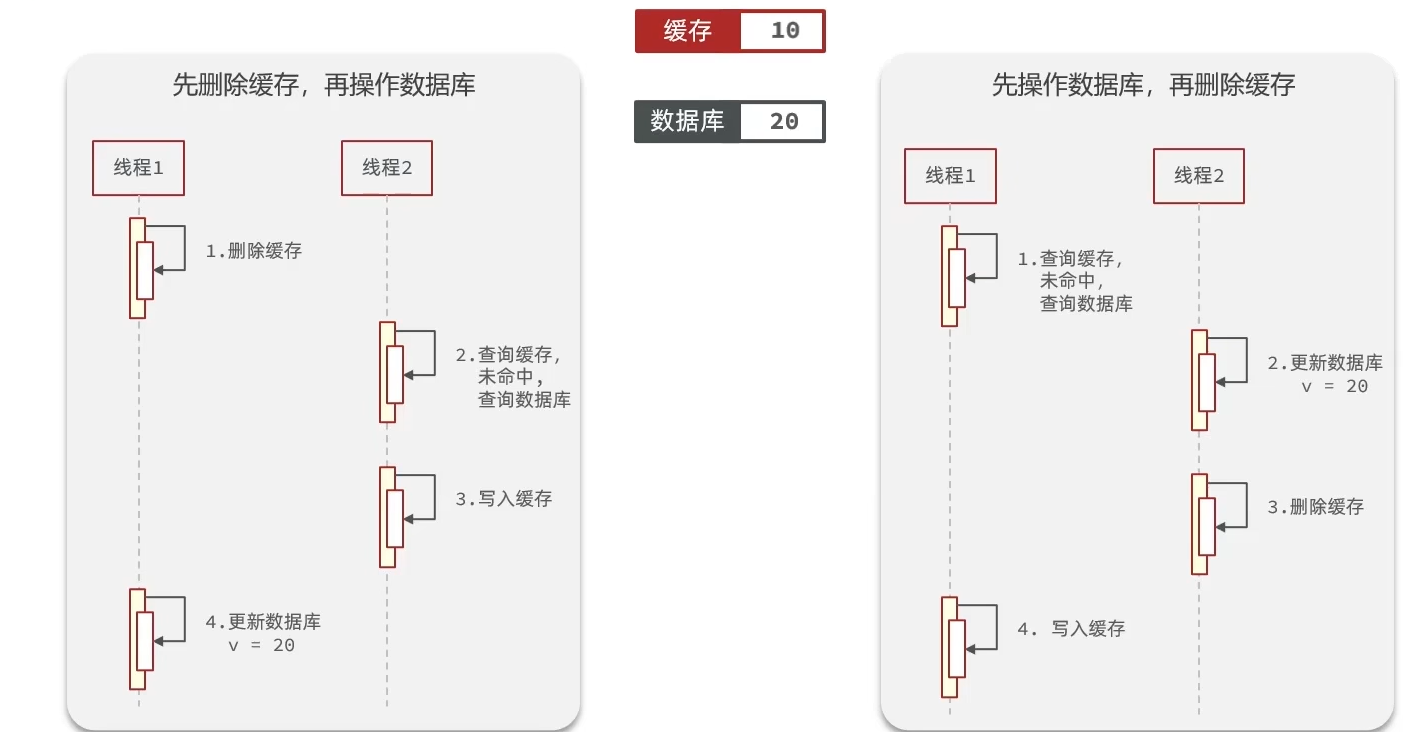 缓存 10
数据库 20
先删除缓存，再操作数据库
线程1 线程2
1.删除缓存
2.查询缓存，
未命中，
查询数据库
3.写入缓存
4.更新数据库
v = 20
先操作数据库，再删除缓存
线程1 线程2
1.查询缓存，
未命中，
查询数据库
2.更新数据库
v = 20
3.删除缓存
4. 写入缓存